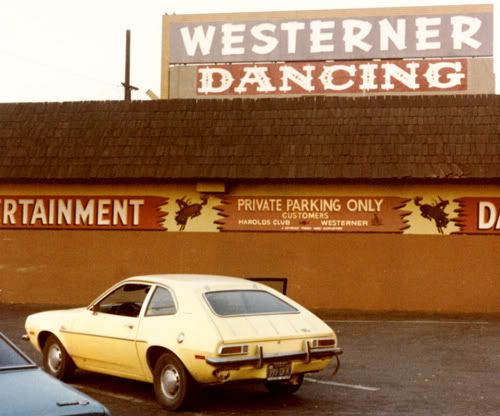 WESTERNER
DANCING
RTAINMENT
PRIVATE PARKING ONLY
CUSTOMERS
HAROLDS CLUB WESTERNER
DA